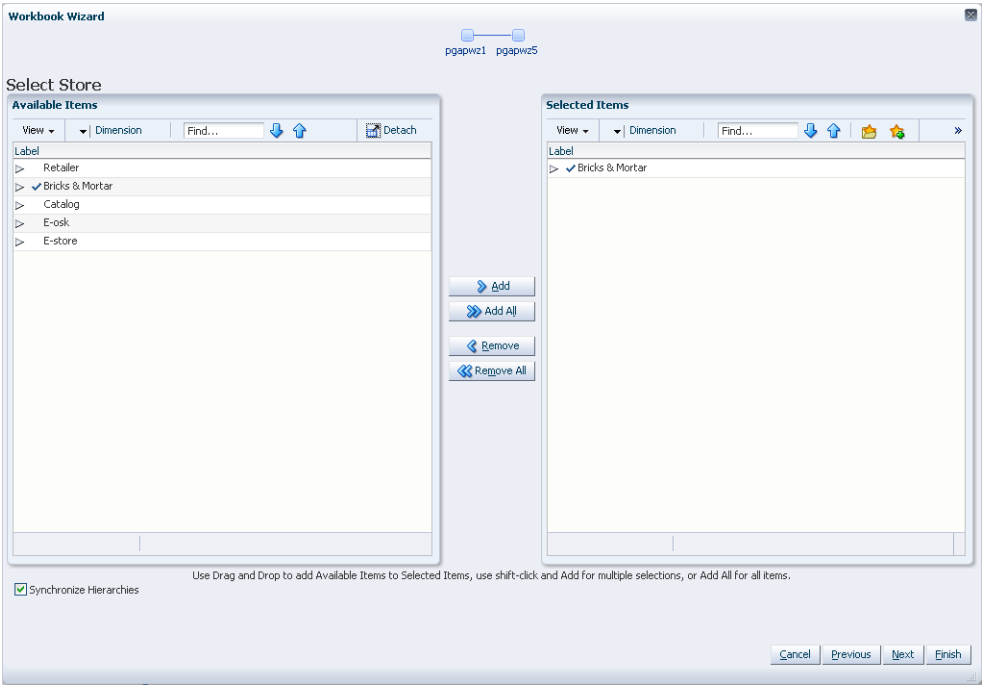 Workbook Wizard
pgapwz1 pgapwz5
Select Store
Available Items
View Dimension Find... Detach
Label
Retailer
Bricks & Mortar
Catalog
E-osk
E-store
Add
Add All
Remove
Remove All
Selected Items
View Dimension Find... »
Label
Bricks & Mortar
Use Drag and Drop to add Available Items to Selected Items, use shift-click and Add for multiple selections, or Add All for all items.
Synchronize Hierarchies
Cancel Previous Next Finish